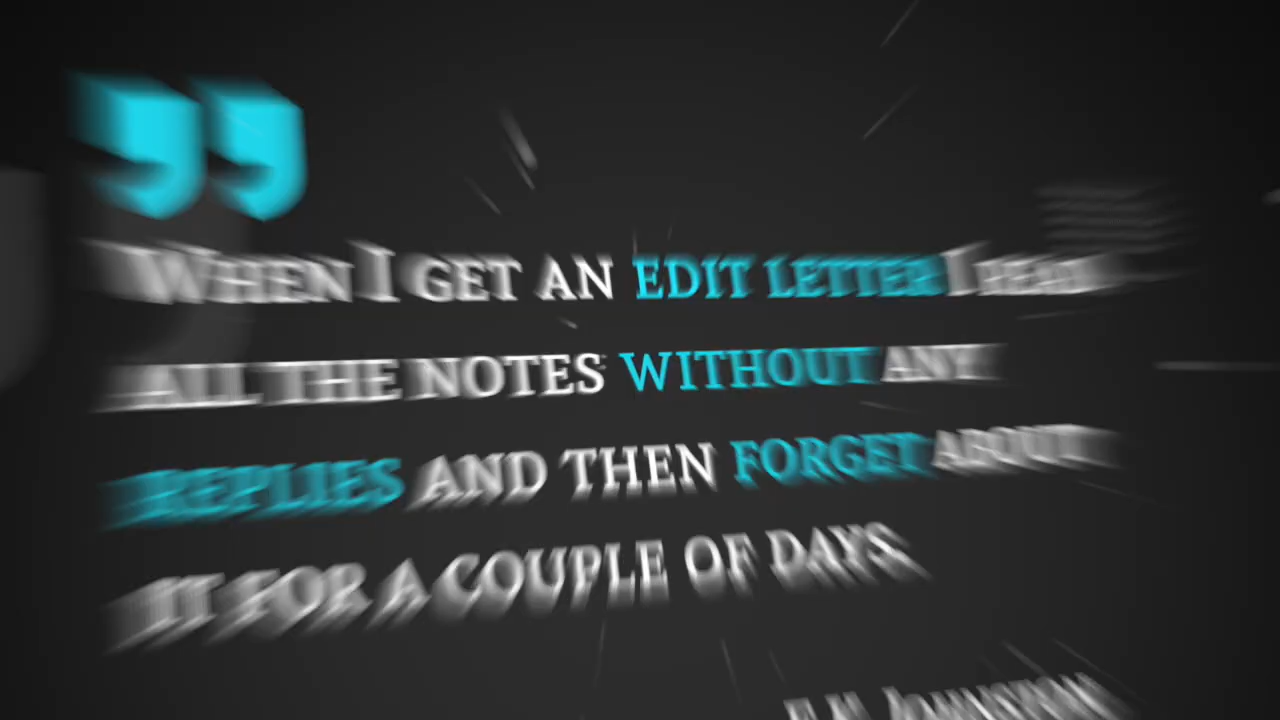 ”
When I get an edit letter I read
all the notes without any
replies and then forget about
it for a couple of days.
Johnston